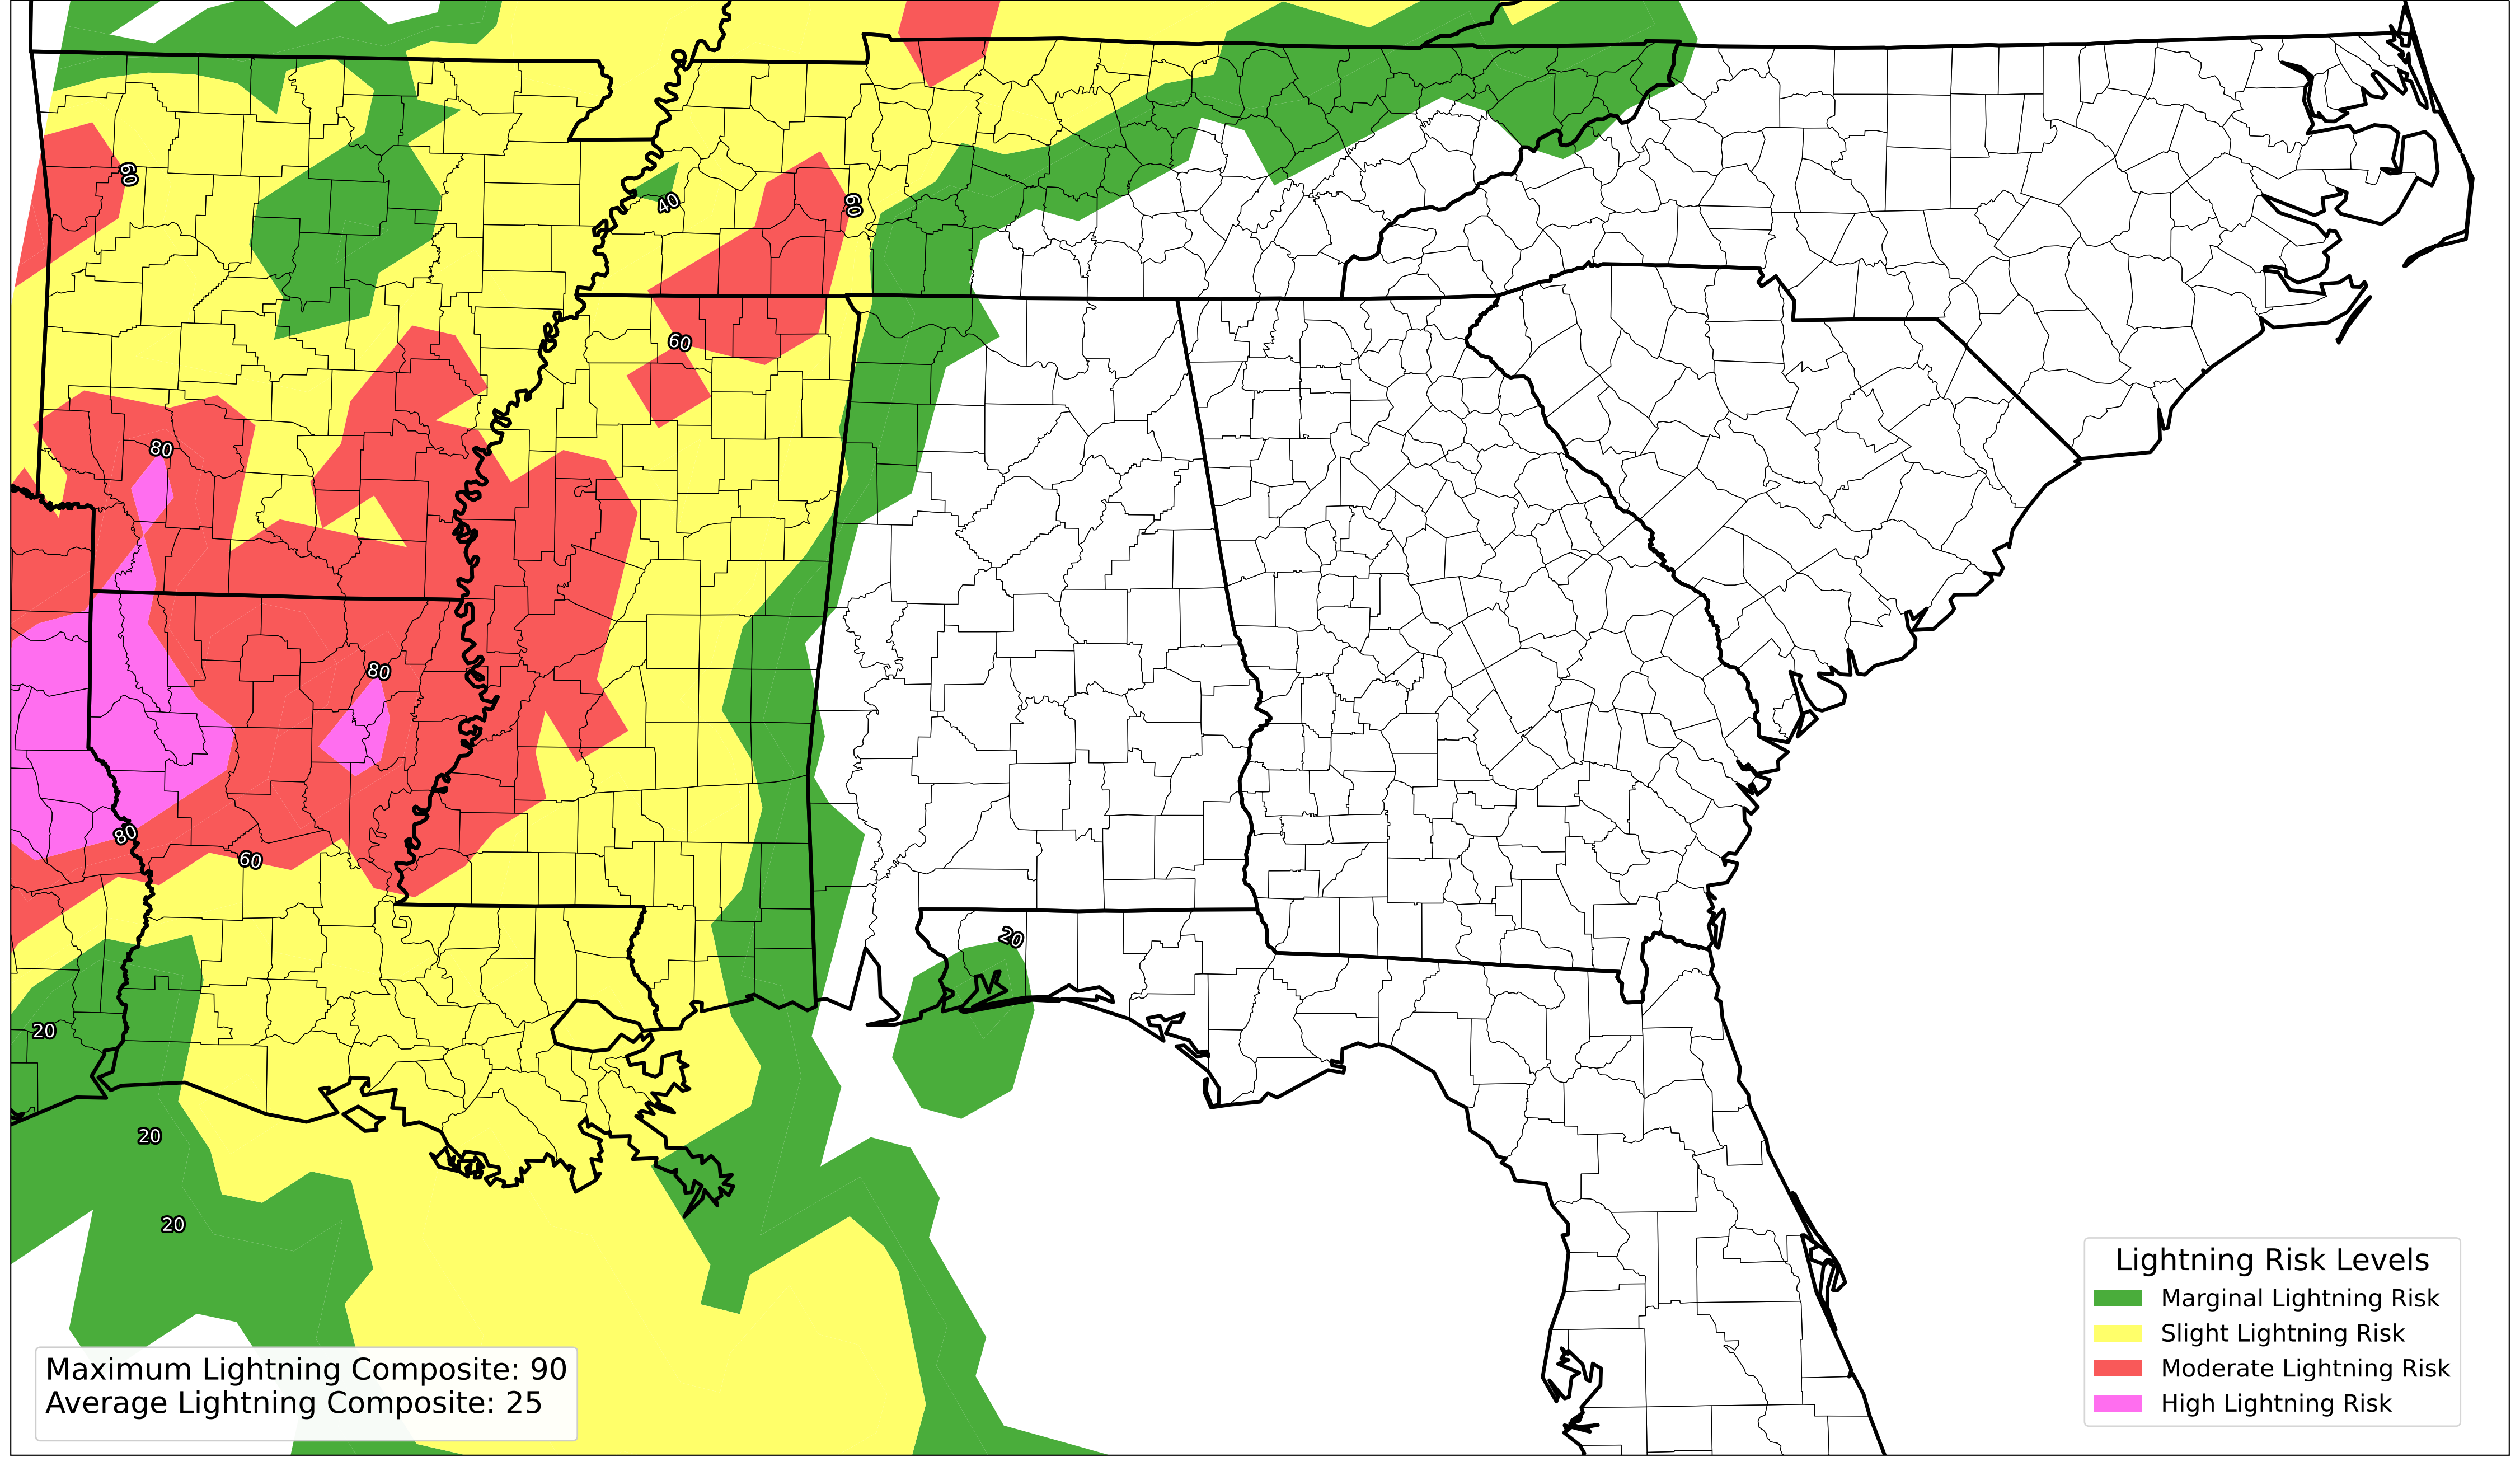 60
40
60
60
80
80
80
60
20
20
20
20
Maximum Lightning Composite: 90
Average Lightning Composite: 25
Lightning Risk Levels
Marginal Lightning Risk
Slight Lightning Risk
Moderate Lightning Risk
High Lightning Risk